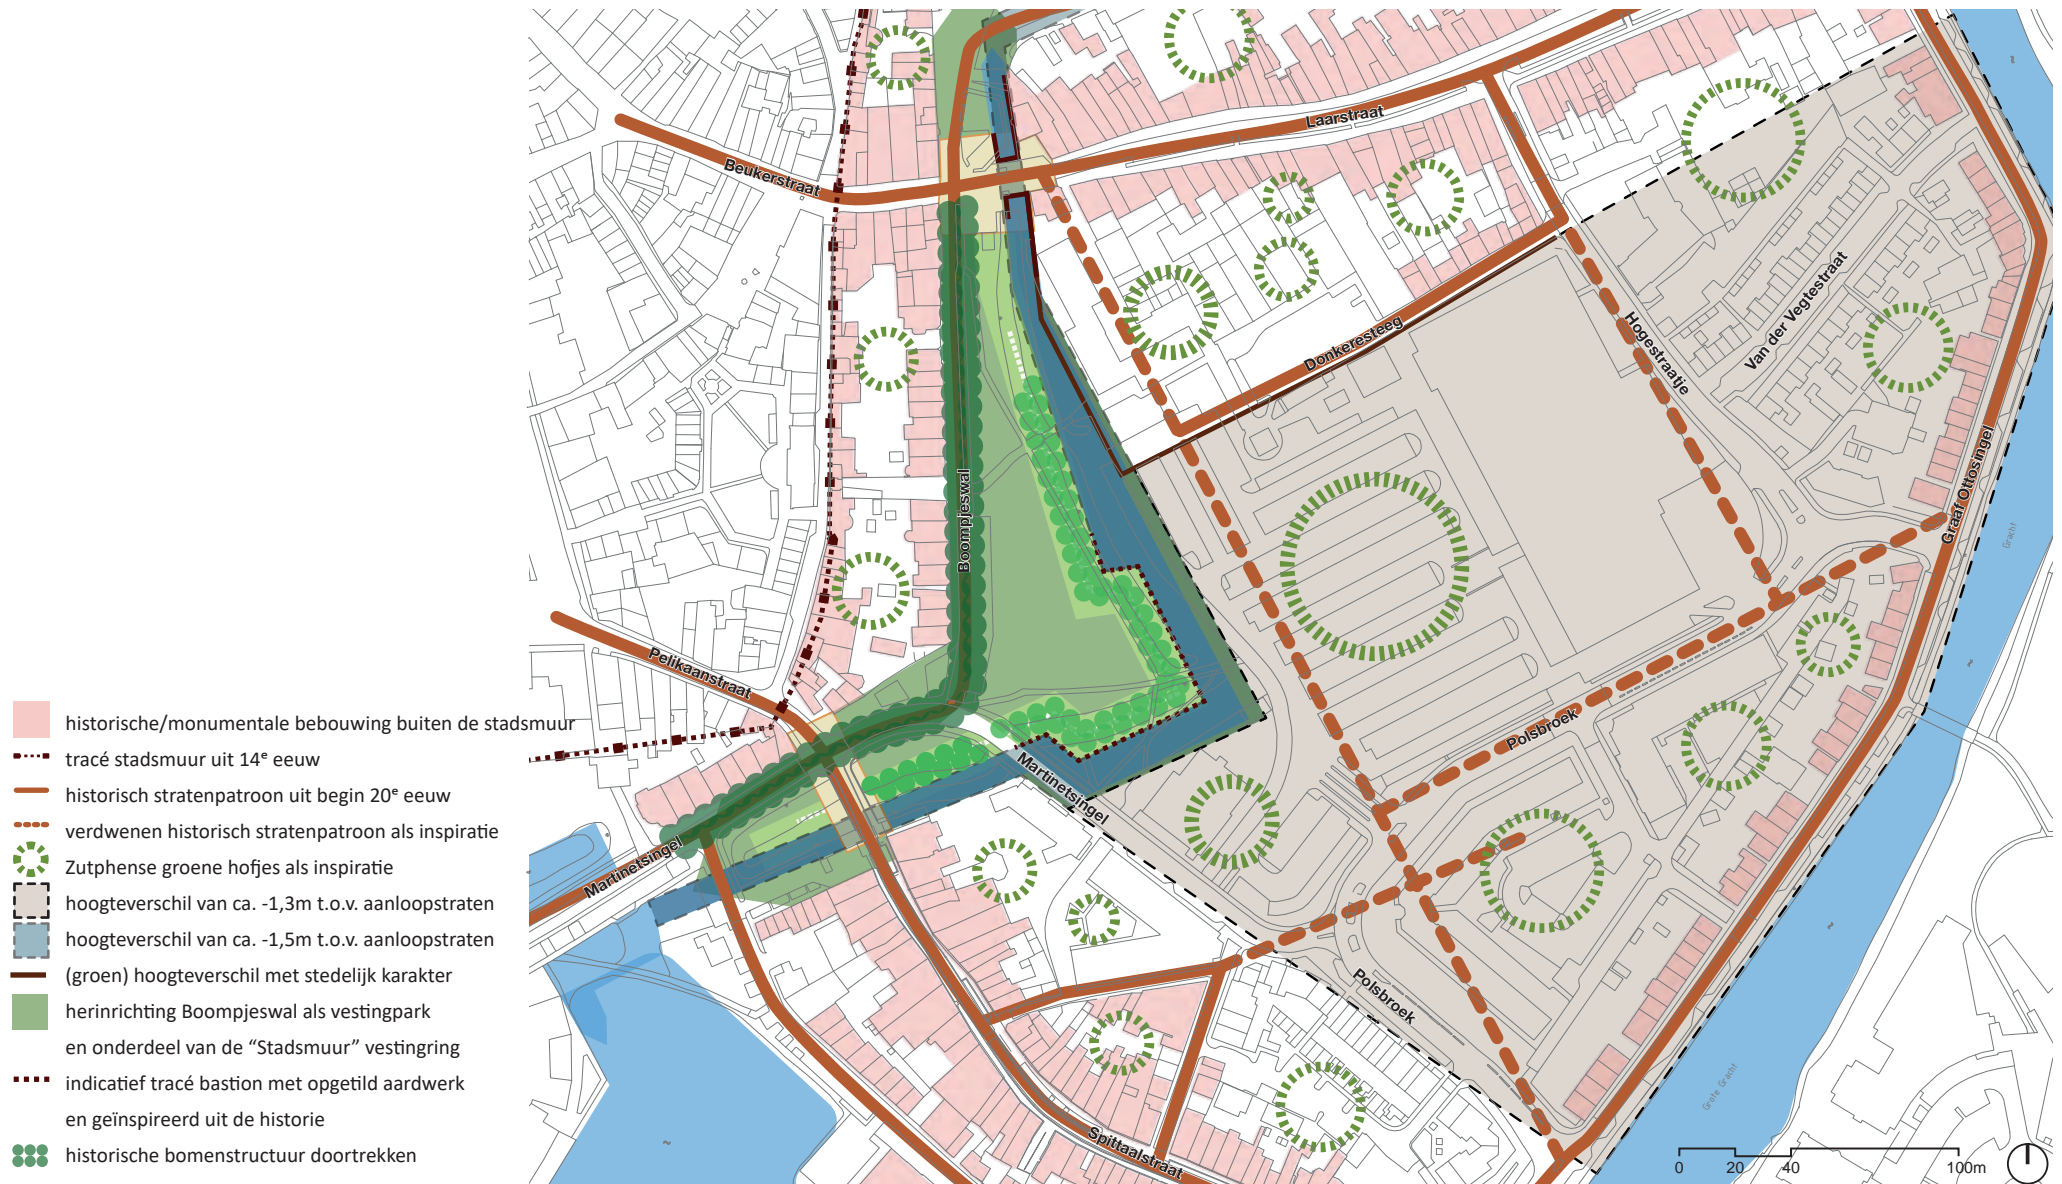 historische/monumentale bebouwing buiten de stadsmuur
tracé stadsmuur uit 14e eeuw
historisch stratenpatroon uit begin 20e eeuw
verdwenen historisch stratenpatroon als inspiratie
Zutphense groene hofjes als inspiratie
hoogteverschil van ca. -1,3m t.o.v. aanloopstraten
hoogteverschil van ca. -1,5m t.o.v. aanloopstraten
(groen) hoogteverschil met stedelijk karakter
herinrichting Boompjeswal als vestingpark
en onderdeel van de “Stadsmuur” vestingring
indicatief tracé bastion met opgetild aardwerk
en geïnspireerd uit de historie
historische bomenstructuur doortrekken
Beukerstraat
Laarstraat
Donkeresteeg
Hogestraatje
Van der Vegtestraat
Graaf Ottosingel
Boompjeswal
Pelikaanstraat
Martinetsingel
Martinetsingel
Polsbroek
Polsbroek
Spittaalstraat
Gracht
Grote Gracht
0 20 40 100m